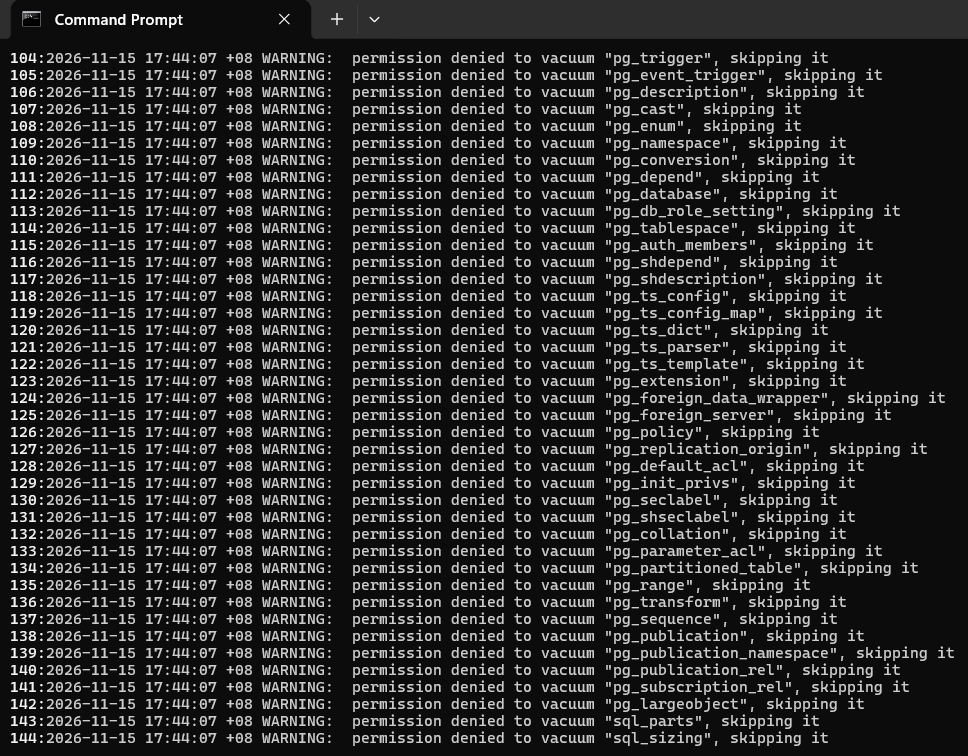 Command Prompt
104:2026-11-15 17:44:07 +08 WARNING:  permission denied to vacuum "pg_trigger", skipping it
105:2026-11-15 17:44:07 +08 WARNING:  permission denied to vacuum "pg_event_trigger", skipping it
106:2026-11-15 17:44:07 +08 WARNING:  permission denied to vacuum "pg_description", skipping it
107:2026-11-15 17:44:07 +08 WARNING:  permission denied to vacuum "pg_cast", skipping it
108:2026-11-15 17:44:07 +08 WARNING:  permission denied to vacuum "pg_enum", skipping it
109:2026-11-15 17:44:07 +08 WARNING:  permission denied to vacuum "pg_namespace", skipping it
110:2026-11-15 17:44:07 +08 WARNING:  permission denied to vacuum "pg_conversion", skipping it
111:2026-11-15 17:44:07 +08 WARNING:  permission denied to vacuum "pg_depend", skipping it
112:2026-11-15 17:44:07 +08 WARNING:  permission denied to vacuum "pg_database", skipping it
113:2026-11-15 17:44:07 +08 WARNING:  permission denied to vacuum "pg_db_role_setting", skipping it
114:2026-11-15 17:44:07 +08 WARNING:  permission denied to vacuum "pg_tablespace", skipping it
115:2026-11-15 17:44:07 +08 WARNING:  permission denied to vacuum "pg_auth_members", skipping it
116:2026-11-15 17:44:07 +08 WARNING:  permission denied to vacuum "pg_shdepend", skipping it
117:2026-11-15 17:44:07 +08 WARNING:  permission denied to vacuum "pg_shdescription", skipping it
118:2026-11-15 17:44:07 +08 WARNING:  permission denied to vacuum "pg_ts_config", skipping it
119:2026-11-15 17:44:07 +08 WARNING:  permission denied to vacuum "pg_ts_config_map", skipping it
120:2026-11-15 17:44:07 +08 WARNING:  permission denied to vacuum "pg_ts_dict", skipping it
121:2026-11-15 17:44:07 +08 WARNING:  permission denied to vacuum "pg_ts_parser", skipping it
122:2026-11-15 17:44:07 +08 WARNING:  permission denied to vacuum "pg_ts_template", skipping it
123:2026-11-15 17:44:07 +08 WARNING:  permission denied to vacuum "pg_extension", skipping it
124:2026-11-15 17:44:07 +08 WARNING:  permission denied to vacuum "pg_foreign_data_wrapper", skipping it
125:2026-11-15 17:44:07 +08 WARNING:  permission denied to vacuum "pg_foreign_server", skipping it
126:2026-11-15 17:44:07 +08 WARNING:  permission denied to vacuum "pg_policy", skipping it
127:2026-11-15 17:44:07 +08 WARNING:  permission denied to vacuum "pg_replication_origin", skipping it
128:2026-11-15 17:44:07 +08 WARNING:  permission denied to vacuum "pg_default_acl", skipping it
129:2026-11-15 17:44:07 +08 WARNING:  permission denied to vacuum "pg_init_privs", skipping it
130:2026-11-15 17:44:07 +08 WARNING:  permission denied to vacuum "pg_seclabel", skipping it
131:2026-11-15 17:44:07 +08 WARNING:  permission denied to vacuum "pg_shseclabel", skipping it
132:2026-11-15 17:44:07 +08 WARNING:  permission denied to vacuum "pg_collation", skipping it
133:2026-11-15 17:44:07 +08 WARNING:  permission denied to vacuum "pg_parameter_acl", skipping it
134:2026-11-15 17:44:07 +08 WARNING:  permission denied to vacuum "pg_partitioned_table", skipping it
135:2026-11-15 17:44:07 +08 WARNING:  permission denied to vacuum "pg_range", skipping it
136:2026-11-15 17:44:07 +08 WARNING:  permission denied to vacuum "pg_transform", skipping it
137:2026-11-15 17:44:07 +08 WARNING:  permission denied to vacuum "pg_sequence", skipping it
138:2026-11-15 17:44:07 +08 WARNING:  permission denied to vacuum "pg_publication", skipping it
139:2026-11-15 17:44:07 +08 WARNING:  permission denied to vacuum "pg_publication_namespace", skipping it
140:2026-11-15 17:44:07 +08 WARNING:  permission denied to vacuum "pg_publication_rel", skipping it
141:2026-11-15 17:44:07 +08 WARNING:  permission denied to vacuum "pg_subscription_rel", skipping it
142:2026-11-15 17:44:07 +08 WARNING:  permission denied to vacuum "pg_largeobject", skipping it
143:2026-11-15 17:44:07 +08 WARNING:  permission denied to vacuum "sql_parts", skipping it
144:2026-11-15 17:44:07 +08 WARNING:  permission denied to vacuum "sql_sizing", skipping it